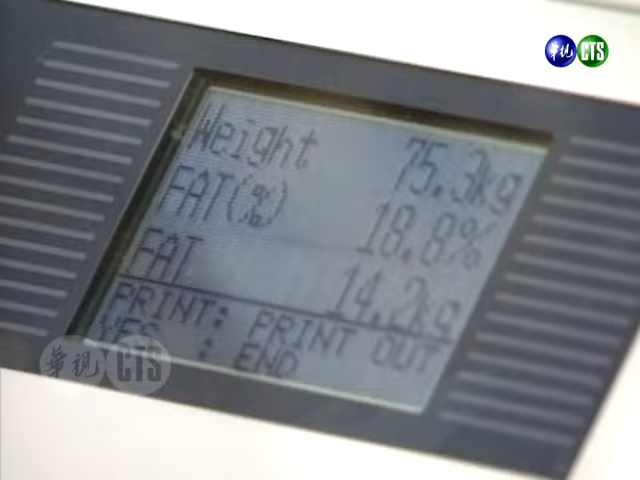 華視 CTS
Weight 75.3kg
FAT(%) 18.8%
FAT 14.2kg
PRINT: PRINT OUT
YES : END
華視 CTS